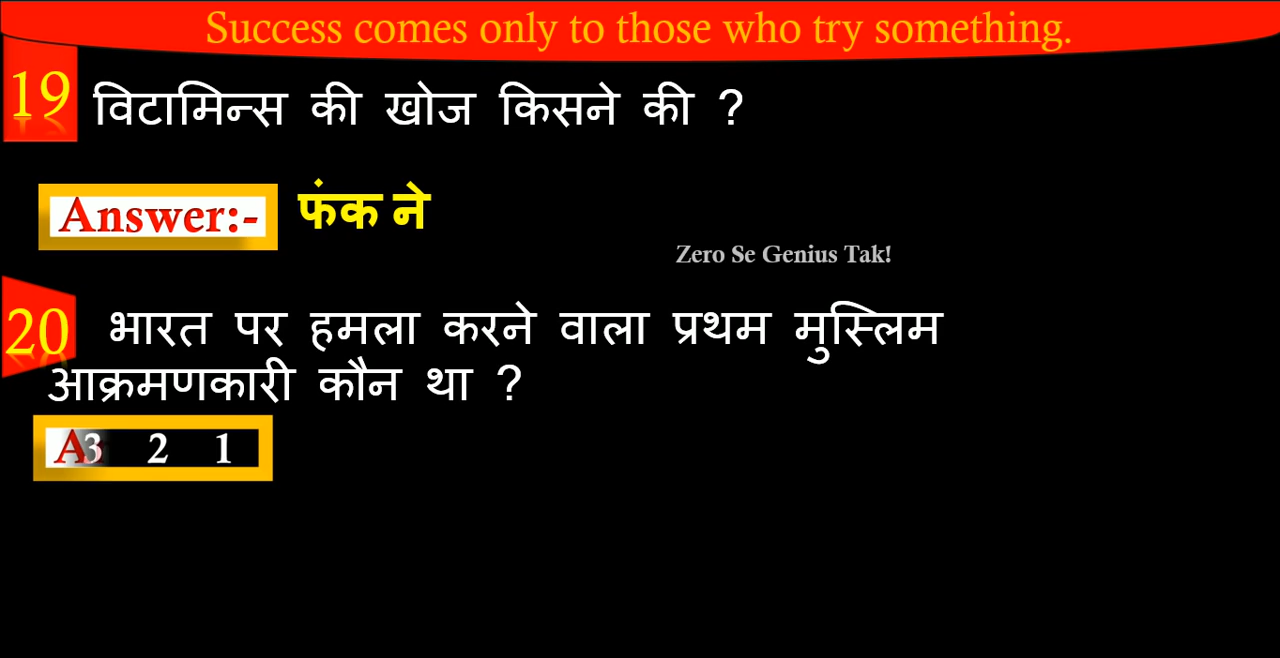 Success comes only to those who try something.
19 विटामिन्स की खोज किसने की ?
Answer:- फंक ने
Zero Se Genius Tak!
20 भारत पर हमला करने वाला प्रथम मुस्लिम
आक्रमणकारी कौन था ?
A3 2 1